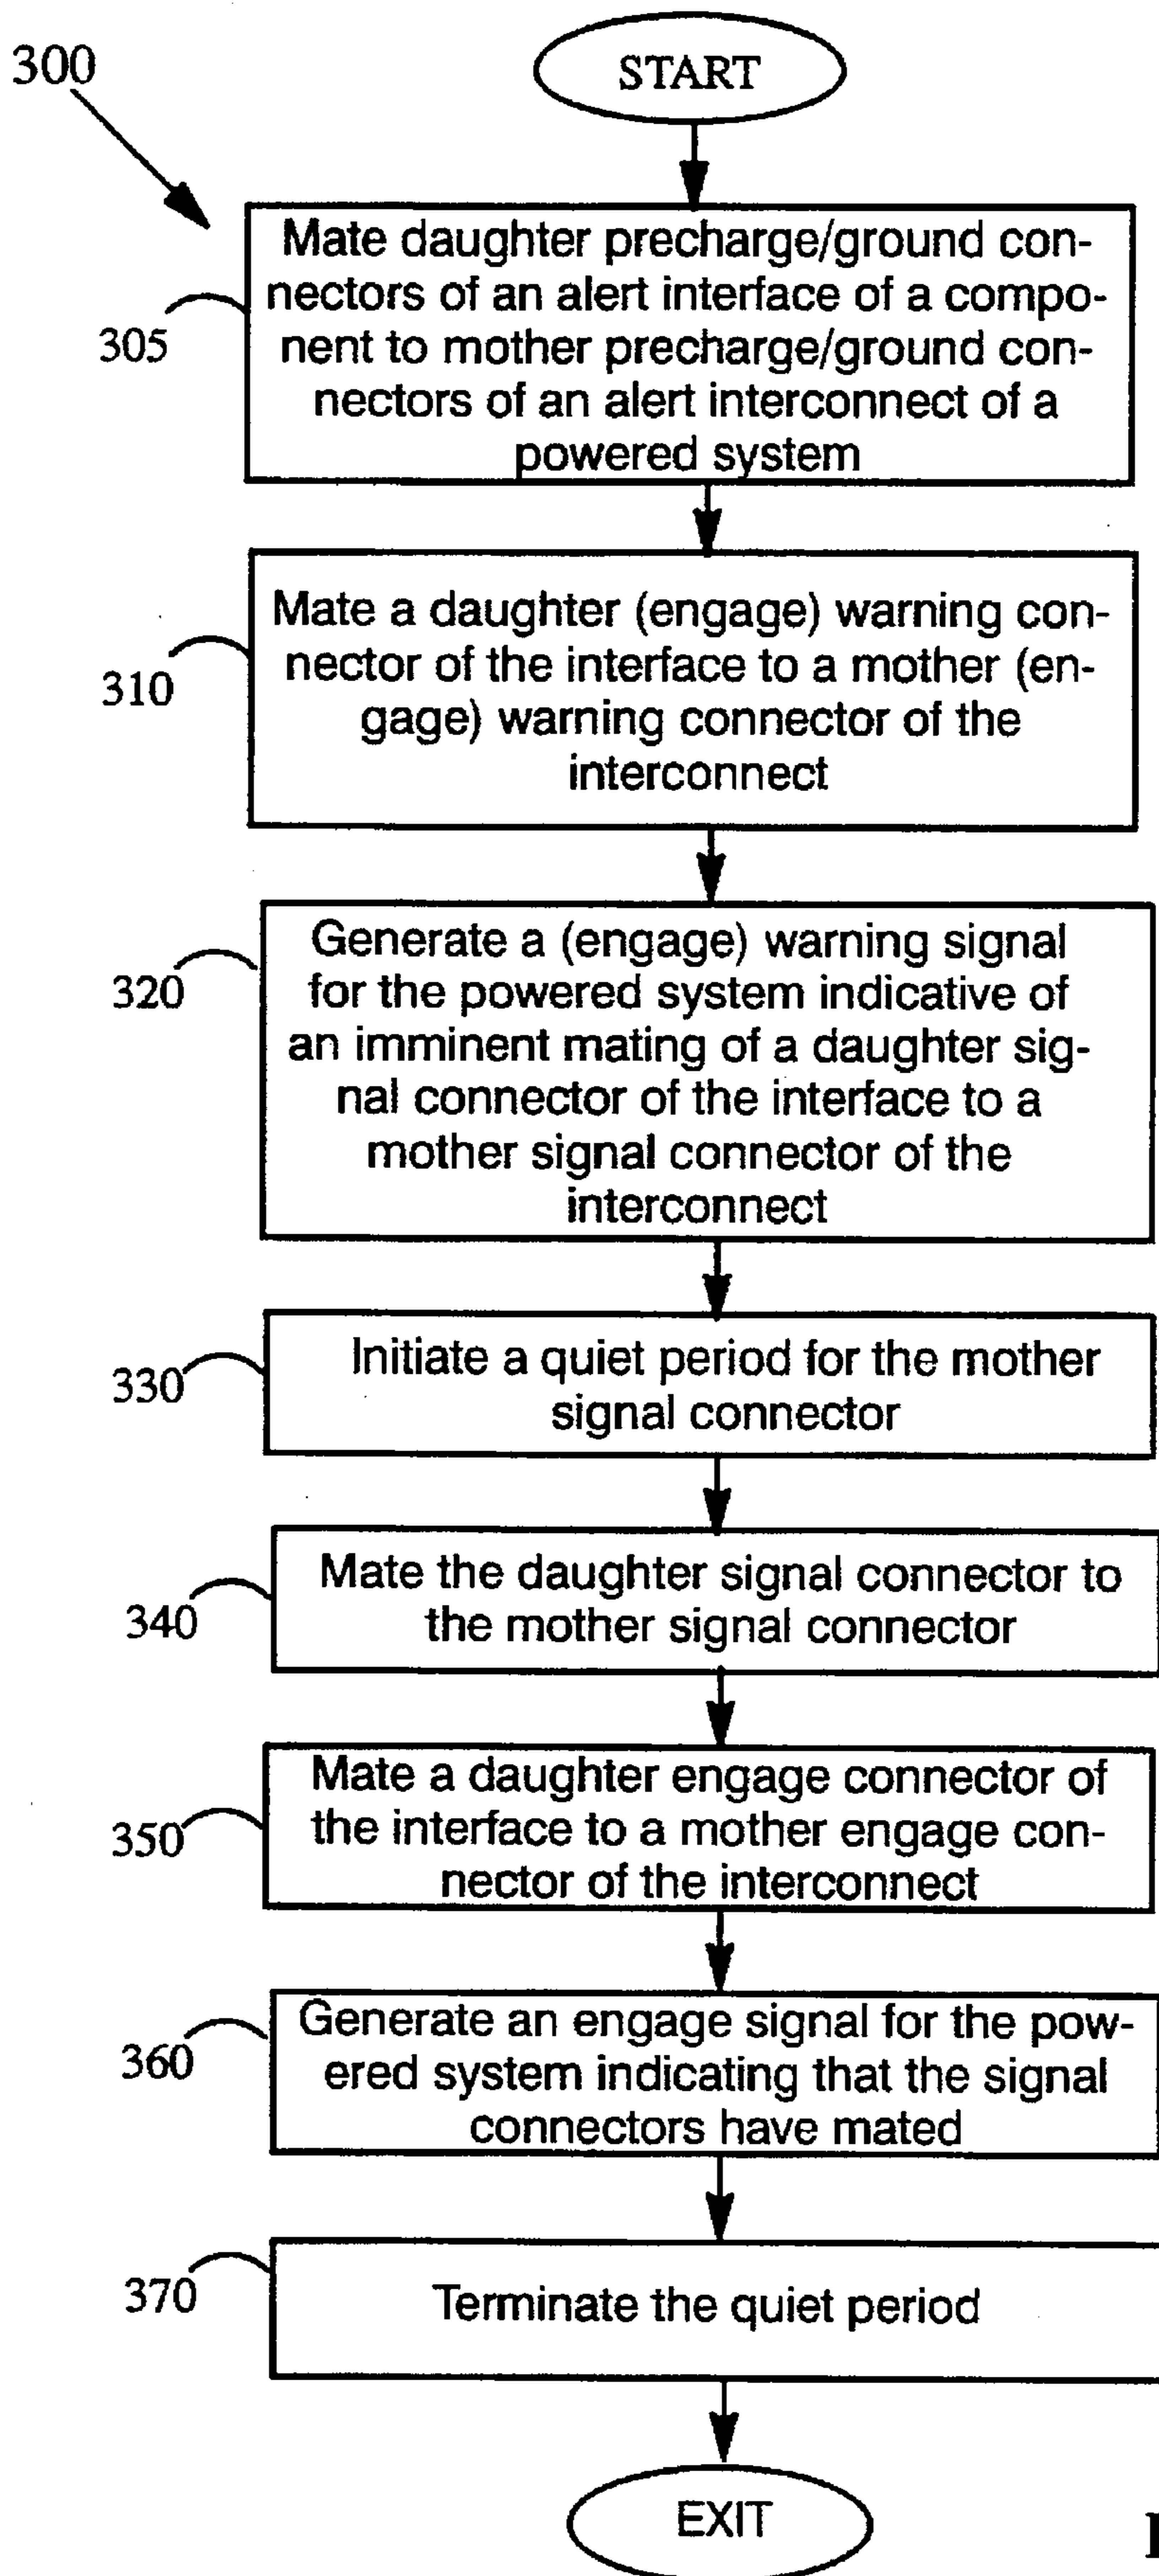 300
START
Mate daughter precharge/ground con-
nectors of an alert interface of a compo-
nent to mother precharge/ground con-
nectors of an alert interconnect of a
powered system
305
Mate a daughter (engage) warning con-
nector of the interface to a mother (en-
gage) warning connector of the
interconnect
310
Generate a (engage) warning signal
for the powered system indicative of
an imminent mating of a daughter sig-
nal connector of the interface to a
mother signal connector of the
interconnect
320
Initiate a quiet period for the mother
signal connector
330
Mate the daughter signal connector to
the mother signal connector
340
Mate a daughter engage connector of
the interface to a mother engage con-
nector of the interconnect
350
Generate an engage signal for the pow-
ered system indicating that the signal
connectors have mated
360
Terminate the quiet period
370
EXIT